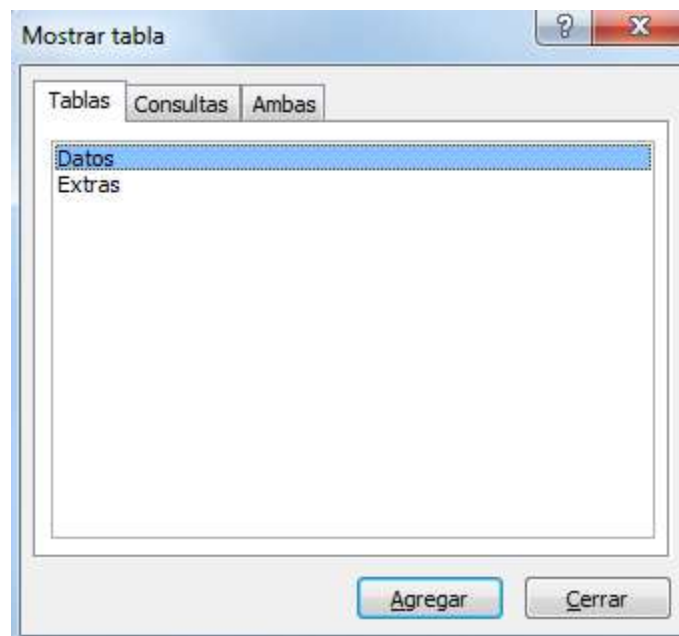 Mostrar tabla
Tablas Consultas Ambas
Datos
Extras
Agregar Cerrar